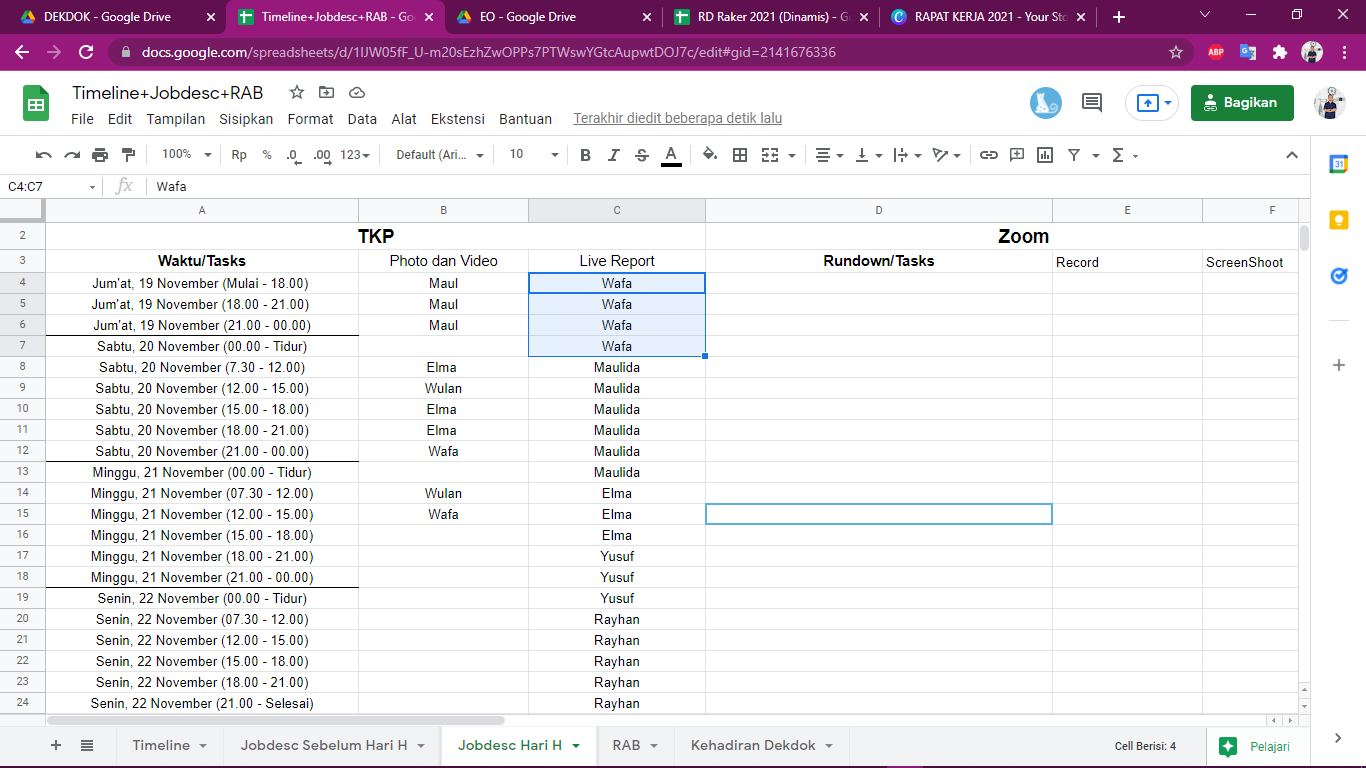 DEKDOK - Google Drive
Timeline+Jobdesc+RAB - Go
EO - Google Drive
RD Raker 2021 (Dinamis) - G
RAPAT KERJA 2021 - Your Sto
docs.google.com/spreadsheets/d/1IJW05fF_U-m20sEzhZwOPPs7PTWswYGtcAupwtDOJ7c/edit#gid=2141676336
ABP
Timeline+Jobdesc+RAB
File Edit Tampilan Sisipkan Format Data Alat Ekstensi Bantuan Terakhir diedit beberapa detik lalu
Bagikan
100% Rp % .0 .00 123 Default (Ari... 10 B I S A
31
C4:C7 fx Wafa
A B C D E F
2 TKP Zoom
3 Waktu/Tasks Photo dan Video Live Report Rundown/Tasks Record ScreenShoot
4 Jum'at, 19 November (Mulai - 18.00) Maul Wafa
5 Jum'at, 19 November (18.00 - 21.00) Maul Wafa
6 Jum'at, 19 November (21.00 - 00.00) Maul Wafa
7 Sabtu, 20 November (00.00 - Tidur) Wafa
8 Sabtu, 20 November (7.30 - 12.00) Elma Maulida
9 Sabtu, 20 November (12.00 - 15.00) Wulan Maulida
10 Sabtu, 20 November (15.00 - 18.00) Elma Maulida
11 Sabtu, 20 November (18.00 - 21.00) Elma Maulida
12 Sabtu, 20 November (21.00 - 00.00) Wafa Maulida
13 Minggu, 21 November (00.00 - Tidur) Maulida
14 Minggu, 21 November (07.30 - 12.00) Wulan Elma
15 Minggu, 21 November (12.00 - 15.00) Wafa Elma
16 Minggu, 21 November (15.00 - 18.00) Elma
17 Minggu, 21 November (18.00 - 21.00) Yusuf
18 Minggu, 21 November (21.00 - 00.00) Yusuf
19 Senin, 22 November (00.00 - Tidur) Yusuf
20 Senin, 22 November (07.30 - 12.00) Rayhan
21 Senin, 22 November (12.00 - 15.00) Rayhan
22 Senin, 22 November (15.00 - 18.00) Rayhan
23 Senin, 22 November (18.00 - 21.00) Rayhan
24 Senin, 22 November (21.00 - Selesai) Rayhan
Timeline Jobdesc Sebelum Hari H Jobdesc Hari H RAB Kehadiran Dekdok Cell Berisi: 4 Pelajari